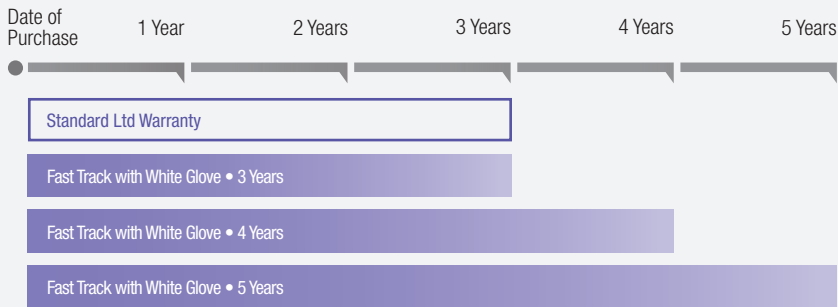 Date of
Purchase
1 Year
2 Years
3 Years
4 Years
5 Years
Standard Ltd Warranty
Fast Track with White Glove • 3 Years
Fast Track with White Glove • 4 Years
Fast Track with White Glove • 5 Years